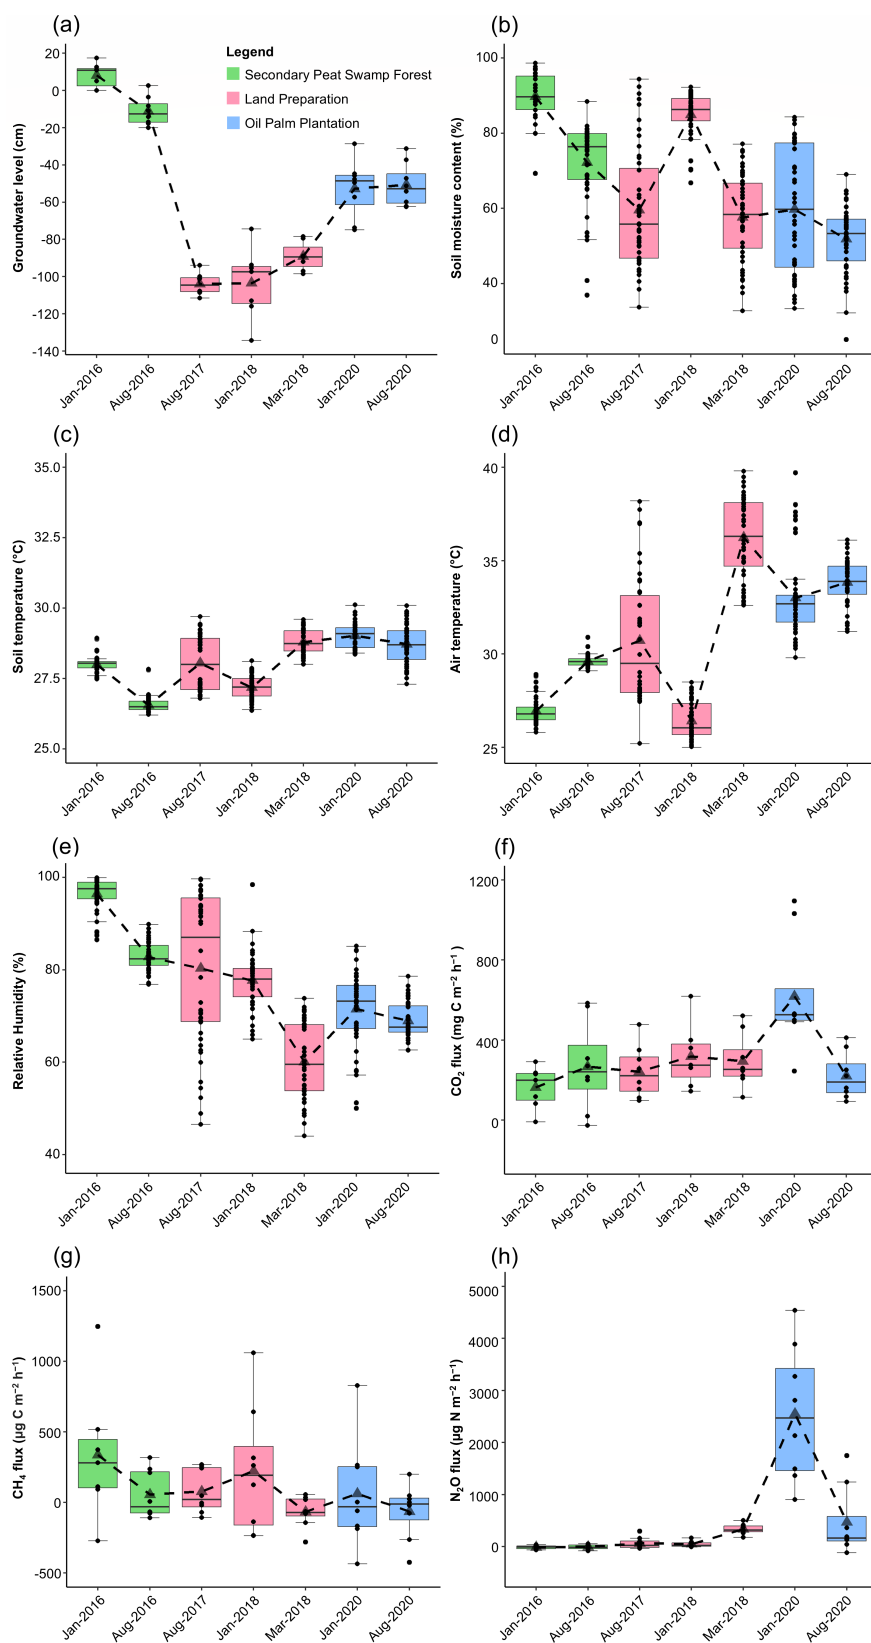 (a)
Legend
Secondary Peat Swamp Forest
Land Preparation
Oil Palm Plantation
Groundwater level (cm)
20
0
-20
-40
-60
-80
-100
-120
-140
Jan-2016
Aug-2016
Aug-2017
Jan-2018
Mar-2018
Jan-2020
Aug-2020
(b)
Soil moisture content (%)
100
80
60
40
0
Jan-2016
Aug-2016
Aug-2017
Jan-2018
Mar-2018
Jan-2020
Aug-2020
(c)
Soil temperature (°C)
35.0
32.5
30.0
27.5
25.0
Jan-2016
Aug-2016
Aug-2017
Jan-2018
Mar-2018
Jan-2020
Aug-2020
(d)
Air temperature (°C)
40
35
30
25
Jan-2016
Aug-2016
Aug-2017
Jan-2018
Mar-2018
Jan-2020
Aug-2020
(e)
Relative Humidity (%)
100
80
60
40
Jan-2016
Aug-2016
Aug-2017
Jan-2018
Mar-2018
Jan-2020
Aug-2020
(f)
CO₂ flux (mg C m⁻² h⁻¹ )
1200
800
400
0
Jan-2016
Aug-2016
Aug-2017
Jan-2018
Mar-2018
Jan-2020
Aug-2020
(g)
CH₄ flux (µg C m⁻² h⁻¹)
1500
1000
500
0
-500
Jan-2016
Aug-2016
Aug-2017
Jan-2018
Mar-2018
Jan-2020
Aug-2020
(h)
N₂O flux (µg N m⁻² h⁻¹)
5000
4000
3000
2000
1000
0
Jan-2016
Aug-2016
Aug-2017
Jan-2018
Mar-2018
Jan-2020
Aug-2020